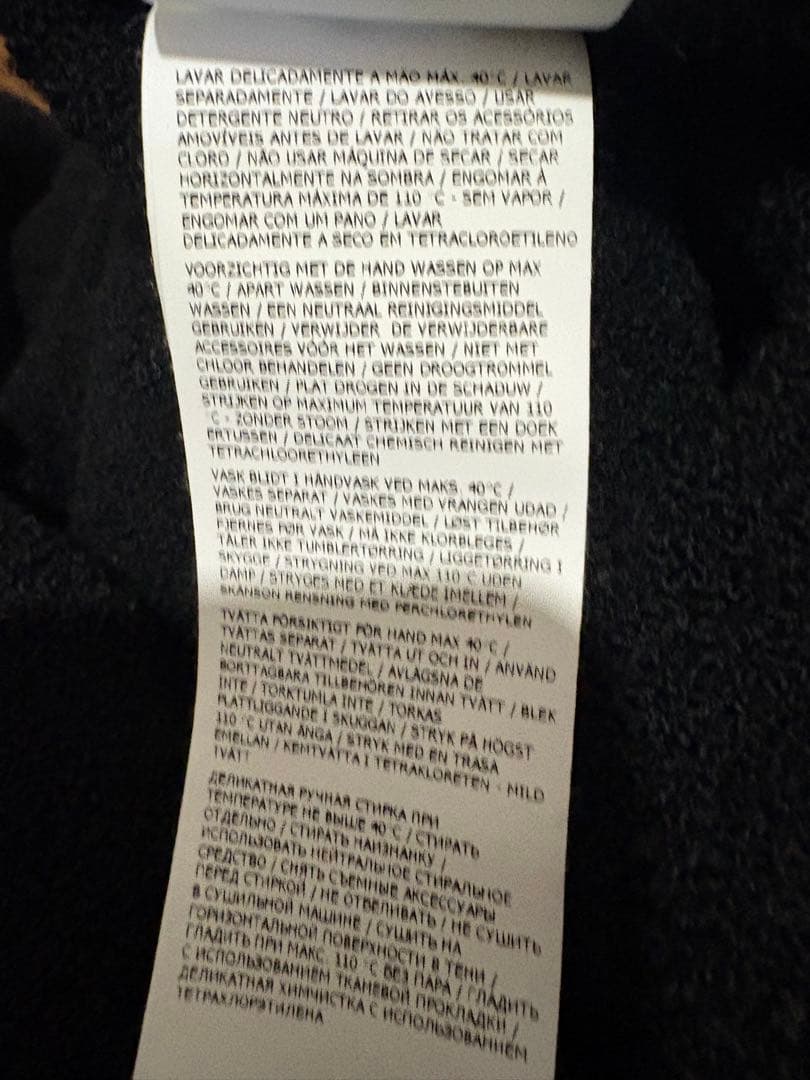 LAVAR DELICADAMENTE A MÃO MÁX. 40°C / LAVAR
SEPARADAMENTE / LAVAR DO AVESSO / USAR
DETERGENTE NEUTRO / RETIRAR OS ACESSÓRIOS
AMOVÍVEIS ANTES DE LAVAR / NÃO TRATAR COM
CLORO / NÃO USAR MÁQUINA DE SECAR / SECAR
HORIZONTALMENTE NA SOMBRA / ENGOMAR À
TEMPERATURA MÁXIMA DE 110 °C - SEM VAPOR /
ENGOMAR COM UM PANO / LAVAR
DELICADAMENTE A SECO EM TETRACLOROETILENO
VOORZICHTIG MET DE HAND WASSEN OP MAX
40°C / APART WASSEN / BINNENSTEBUITEN
WASSEN / EEN NEUTRAAL REINIGINGSMIDDEL
GEBRUIKEN / VERWIJDER DE VERWIJDERBARE
ACCESSOIRES VÓÓR HET WASSEN / NIET MET
CHLOOR BEHANDELEN / GEEN DROOGTROMMEL
GEBRUIKEN / PLAT DROGEN IN DE SCHADUW /
STRIJKEN OP MAXIMUM TEMPERATUUR VAN 110
°C - ZONDER STOOM / STRIJKEN MET EEN DOEK
ERTUSSEN / DELICAAT CHEMISCH REINIGEN MET
TETRACHLOORETHYLEEN
VASK BLIDT I HÅNDVASK VED MAKS. 40°C /
VASKES SEPARAT / VASKES MED VRANGEN UDAD /
BRUG NEUTRALT VASKEMIDDEL / LØST TILBEHØR
FJERNES FØR VASK / MÅ IKKE KLORBLEGES /
TÅLER IKKE TUMBLERTØRRING / LIGGETØRRING I
SKYGGE / STRYGNING VED MAX 110°C UDEN
DAMP / STRYGES MED ET KLÆDE IMELLEM /
SKÅNSOM RENSNING MED PERCHLORETHYLEN
TVÄTTA FÖRSIKTIGT FÖR HAND MAX 40°C /
TVÄTTAS SEPARAT / TVÄTTA UT OCH IN / ANVÄND
NEUTRALT TVÄTTMEDEL / AVLÄGSNA DE
BORTTAGBARA TILLBEHÖREN INNAN TVÄTT / BLEK
INTE / TORKTUMLA INTE / TORKAS
PLATTLIGGANDE I SKUGGAN / STRYK PÅ HÖGST
110 °C UTAN ÅNGA / STRYK MED EN TRASA
EMELLAN / KEMTVÄTTA I TETRAKLORETEN - MILD
TVÄTT
ДЕЛИКАТНАЯ РУЧНАЯ СТИРКА ПРИ
ТЕМПЕРАТУРЕ НЕ ВЫШЕ 40°C / СТИРАТЬ
ОТДЕЛЬНО / СТИРАТЬ НАИЗНАНКУ /
ИСПОЛЬЗОВАТЬ НЕЙТРАЛЬНОЕ СТИРАЛЬНОЕ
СРЕДСТВО / СНЯТЬ СЪЕМНЫЕ АКСЕССУАРЫ
ПЕРЕД СТИРКОЙ / НЕ ОТБЕЛИВАТЬ / НЕ СУШИТЬ
В СУШИЛЬНОЙ МАШИНЕ / СУШИТЬ НА
ГОРИЗОНТАЛЬНОЙ ПОВЕРХНОСТИ В ТЕНИ /
ГЛАДИТЬ ПРИ МАКС. 110 °C БЕЗ ПАРА / ГЛАДИТЬ
С ИСПОЛЬЗОВАНИЕМ ТКАНЕВОЙ ПРОКЛАДКИ /
ДЕЛИКАТНАЯ ХИМЧИСТКА С ИСПОЛЬЗОВАНИЕМ
ТЕТРАХЛОРЭТИЛЕНА